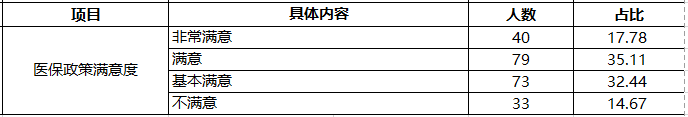 项目 具体内容 人数 占比
非常满意 40 17.78
满意 79 35.11
医保政策满意度
基本满意 73 32.44
不满意 33 14.67